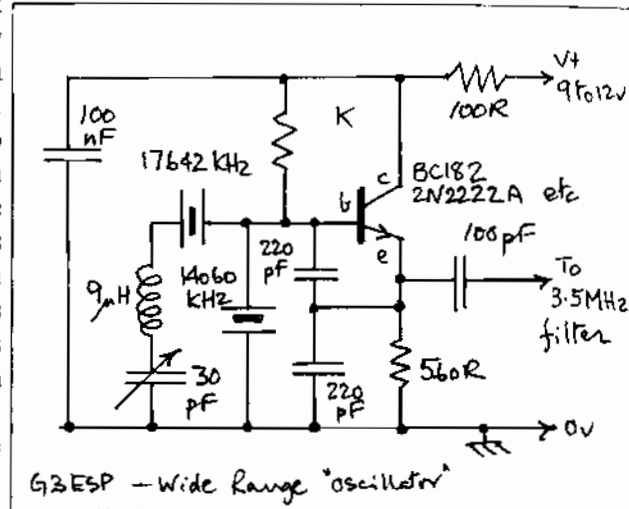 100
nF
17642 KHz
K
100R
V+
9 to 12v
BC182
2N2222A etc
c
b
e
220
pF
100pF
9µH
14060
KHZ
To
3.5MHz
filter
30
pF
220
pF
560R
0v
G3ESP - Wide Range "oscillator"